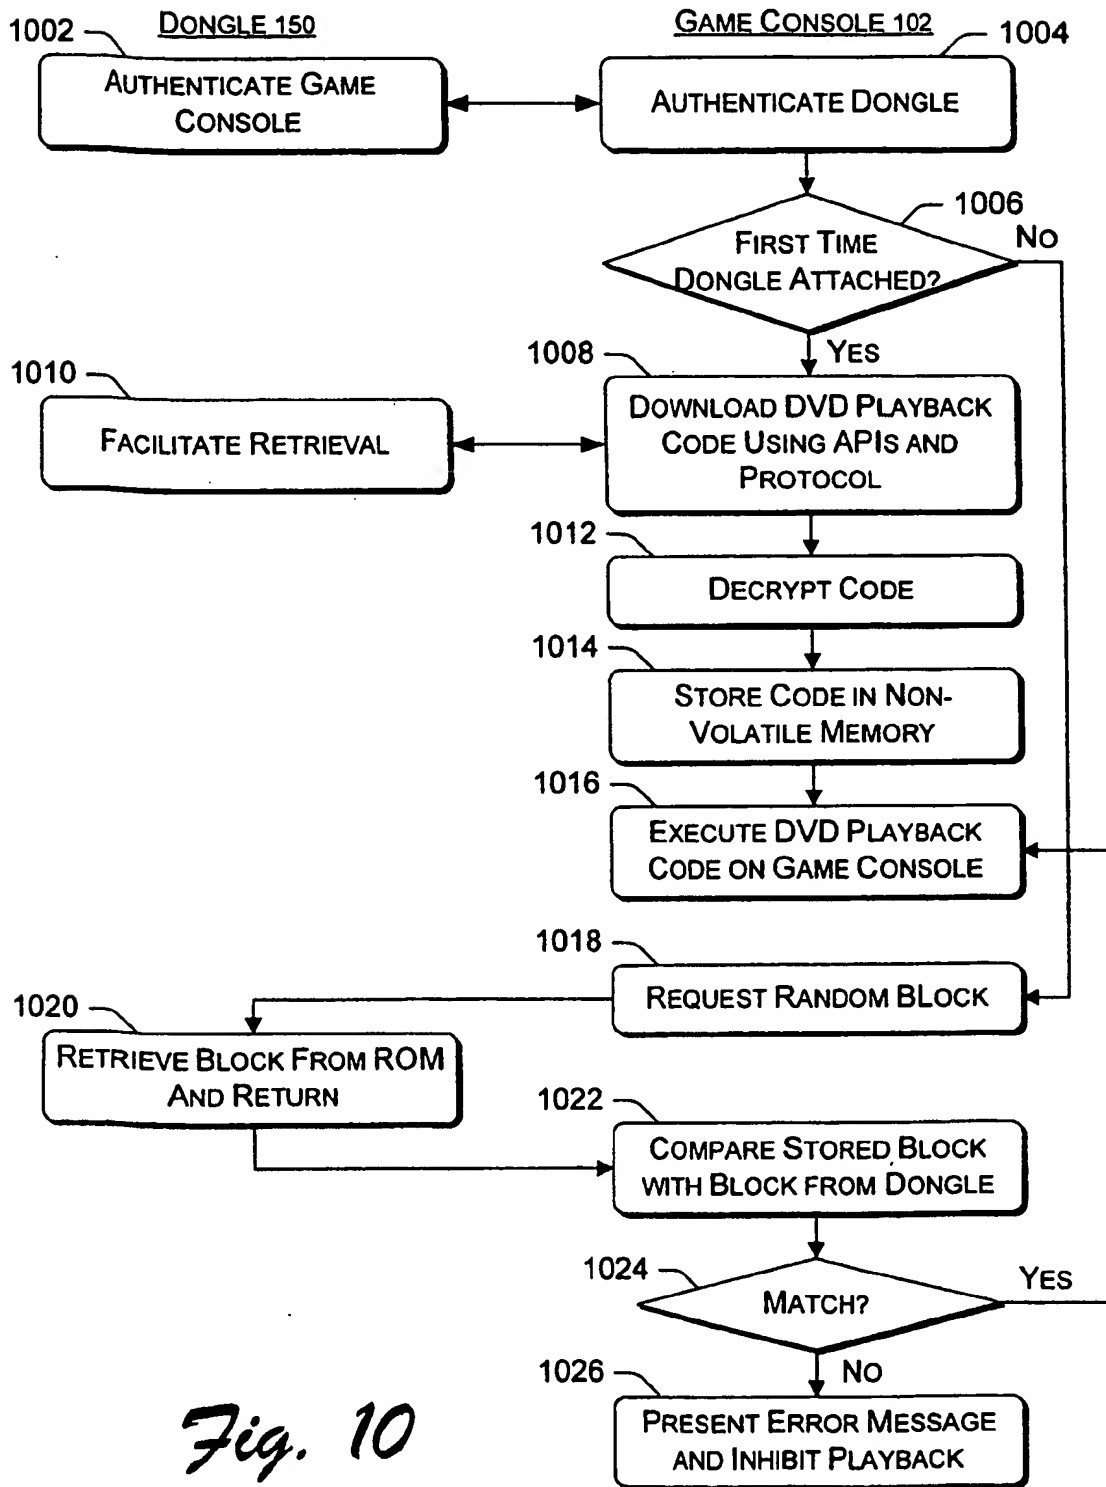 DONGLE 150
GAME CONSOLE 102
1002
1004
AUTHENTICATE GAME
CONSOLE
AUTHENTICATE DONGLE
1006
FIRST TIME
DONGLE ATTACHED?
NO
YES
1008
1010
DOWNLOAD DVD PLAYBACK
CODE USING APIS AND
PROTOCOL
FACILITATE RETRIEVAL
1012
DECRYPT CODE
1014
STORE CODE IN NON-
VOLATILE MEMORY
1016
EXECUTE DVD PLAYBACK
CODE ON GAME CONSOLE
1018
REQUEST RANDOM BLOCK
1020
RETRIEVE BLOCK FROM ROM
AND RETURN
1022
COMPARE STORED BLOCK
WITH BLOCK FROM DONGLE
1024
MATCH?
YES
NO
1026
PRESENT ERROR MESSAGE
AND INHIBIT PLAYBACK
Fig. 10